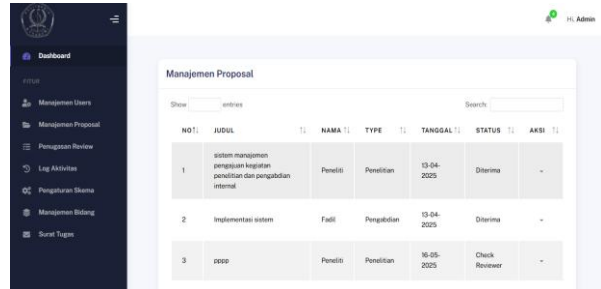 Hi, Admin
Dashboard
FITUR
Manajemen Users
Manajemen Proposal
Penugasan Review
Log Aktivitas
Pengaturan Skema
Manajemen Bidang
Surat Tugas
Manajemen Proposal
Show entries Search:
NO JUDUL NAMA TYPE TANGGAL STATUS AKSI
sistem manajemen
pengajuan kegiatan
1 penelitian dan pengabdian Peneliti Penelitian 13-04- Diterima -
internal 2025
2 Implementasi sistem Fadil Pengabdian 13-04- Diterima -
2025
3 pppp Peneliti Penelitian 16-05- Check -
2025 Reviewer